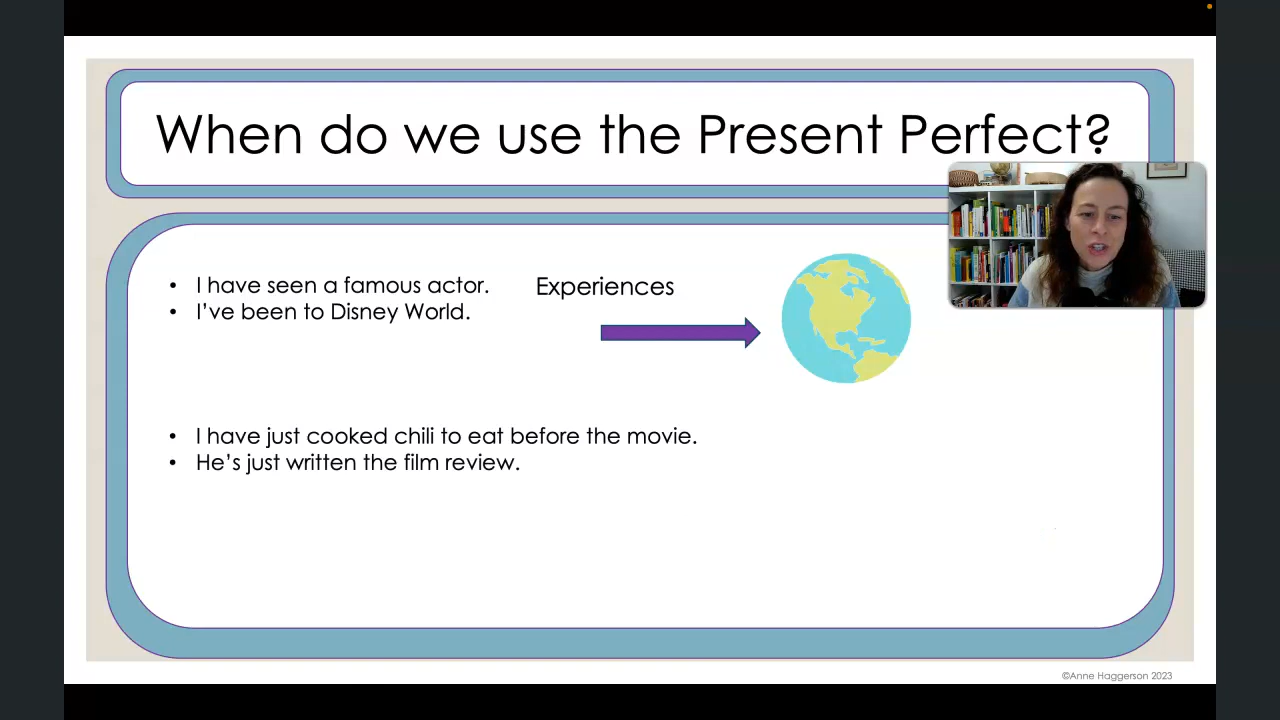 When do we use the Present Perfect?
• I have seen a famous actor.
Experiences
• I've been to Disney World.
• I have just cooked chili to eat before the movie.
• He's just written the film review.
©Anne Haggerson 2023